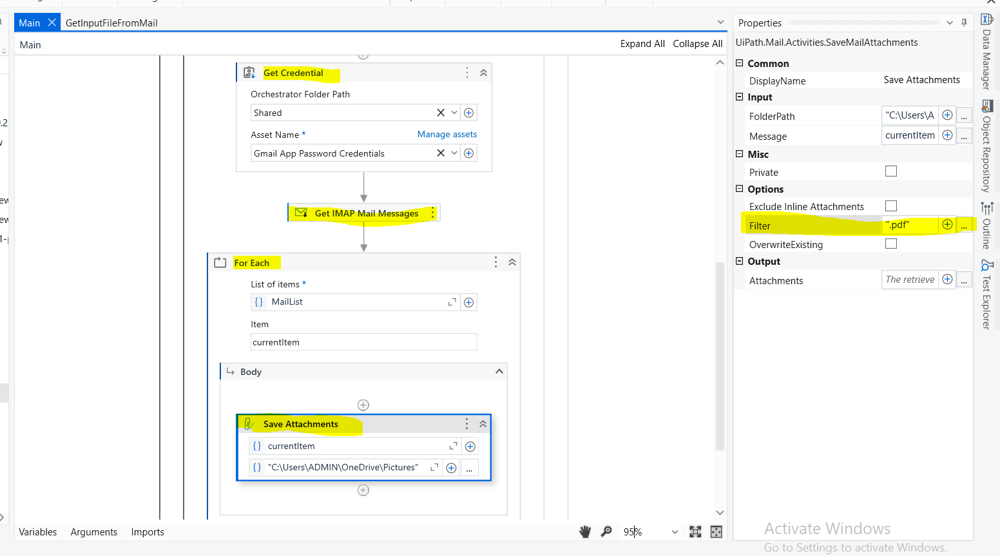 Main
GetInputFileFromMail
Main
Expand All
Collapse All
Get Credential
Orchestrator Folder Path
Shared
Asset Name *
Manage assets
Gmail App Password Credentials
Get IMAP Mail Messages
For Each
List of items *
MailList
Item
currentItem
Body
Save Attachments
currentItem
"C:\Users\ADMIN\OneDrive\Pictures"
...
Variables
Arguments
Imports
95%
Properties
UiPath.Mail.Activities.SaveMailAttachments
Common
DisplayName
Save Attachments
Input
FolderPath
"C:\Users\A
...
Message
currentItem
...
Misc
Private
Options
Exclude Inline Attachments
Filter
".pdf"
...
OverwriteExisting
Output
Attachments
The retrieve
...
Data Manager
Object Repository
Outline
Test Explorer
Activate Windows
Go to Settings to activate Windows.